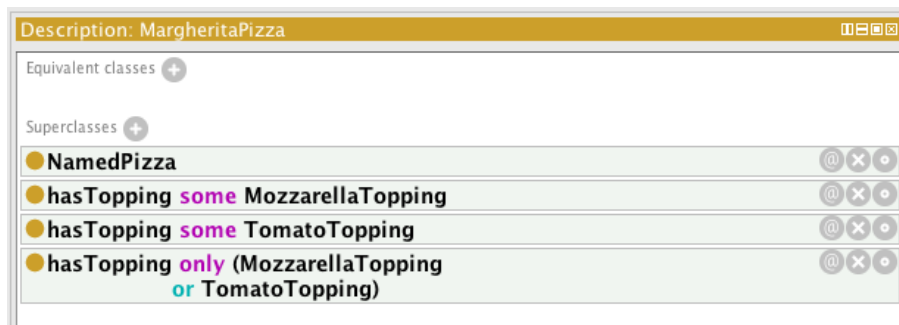 Description: MargheritaPizza
Equivalent classes
Superclasses
NamedPizza
hasTopping some MozzarellaTopping
hasTopping some TomatoTopping
hasTopping only (MozzarellaTopping
or TomatoTopping)